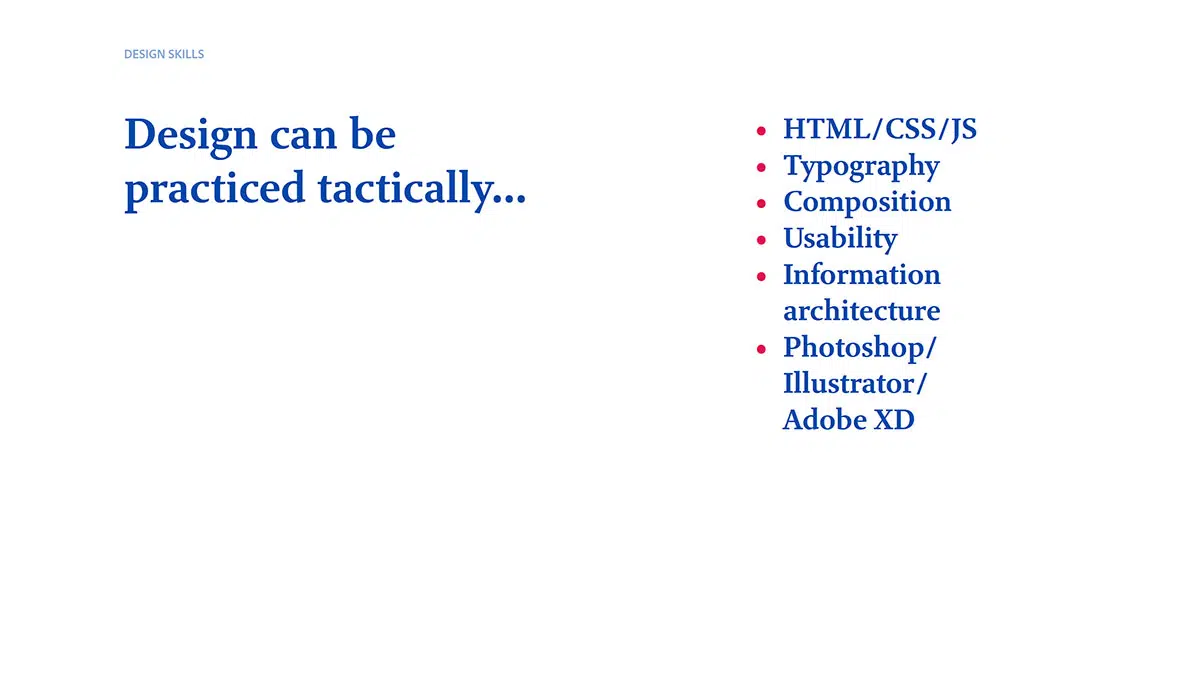 DESIGN SKILLS
Design can be
practiced tactically...
• HTML/CSS/JS
• Typography
• Composition
• Usability
• Information
architecture
• Photoshop/
Illustrator/
Adobe XD